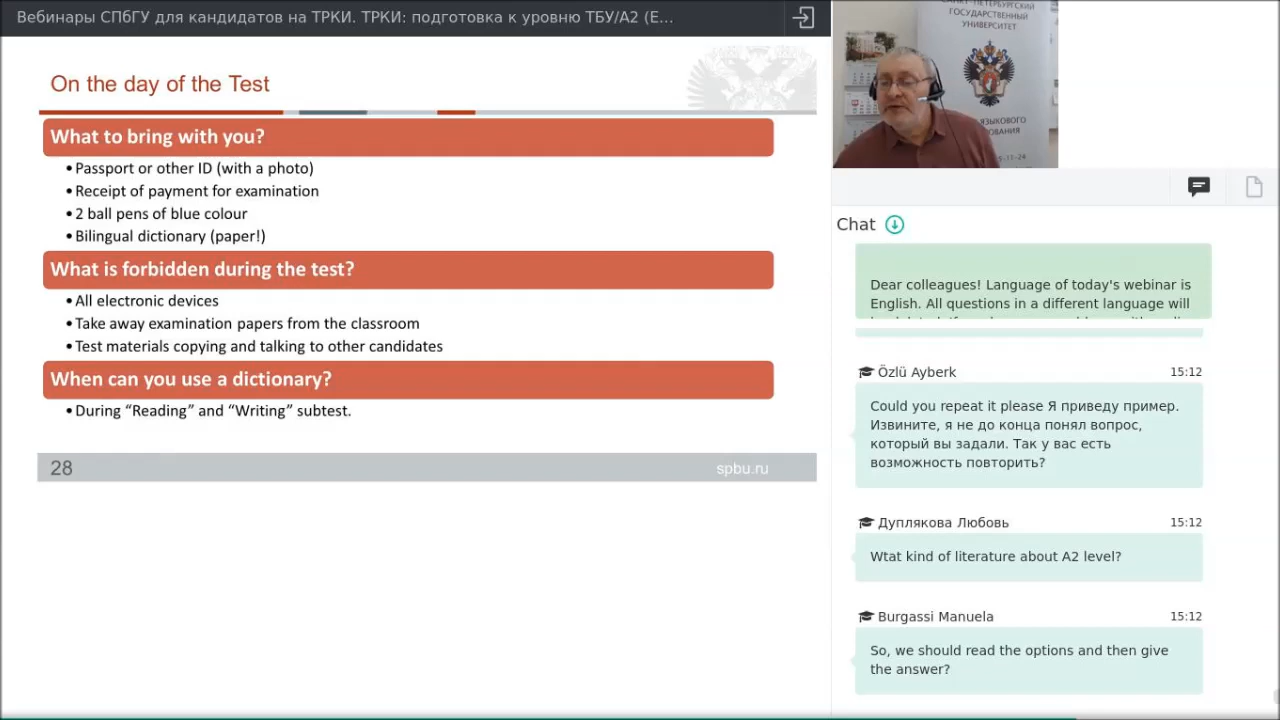 Вебинары СПбГУ для кандидатов на ТРКИ. ТРКИ: подготовка к уровню ТБУ/А2 (E...
On the day of the Test
What to bring with you?
• Passport or other ID (with a photo)
• Receipt of payment for examination
• 2 ball pens of blue colour
• Bilingual dictionary (paper!)
What is forbidden during the test?
• All electronic devices
• Take away examination papers from the classroom
• Test materials copying and talking to other candidates
When can you use a dictionary?
• During “Reading” and “Writing” subtest.
28
spbu.ru
ГОСУДАРСТВЕННЫЙ
УНИВЕРСИТЕТ
Chat
Dear colleagues! Language of today's webinar is
English. All questions in a different language will
Özlü Ayberk 15:12
Could you repeat it please Я приведу пример.
Извините, я не до конца понял вопрос,
который вы задали. Так у вас есть
возможность повторить?
Дуплякова Любовь 15:12
Wtat kind of literature about A2 level?
Burgassi Manuela 15:12
So, we should read the options and then give
the answer?